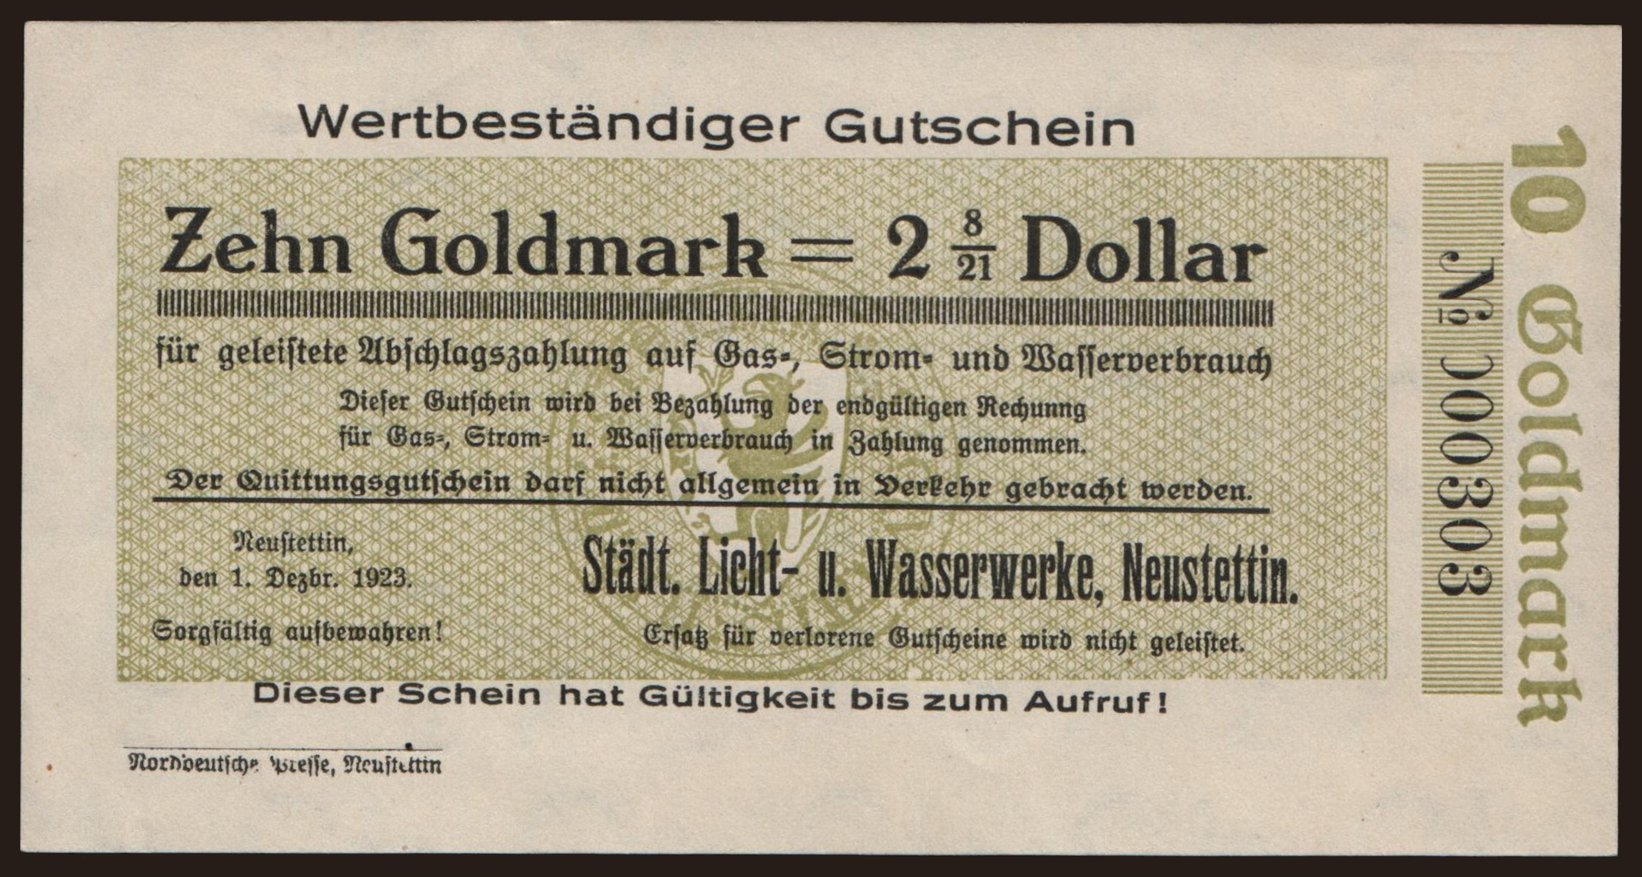 Wertbeständiger Gutschein
Zehn Goldmark = 2 8/21 Dollar
für geleiſtete Abſchlagszahlung auf Gas-, Strom- und Waſſerverbrauch
Dieſer Gutſchein wird bei Bezahlung der endgültigen Rechunng
für Gas-, Strom- u. Waſſerverbrauch in Zahlung genommen.
Der Quittungsgutſchein darf nicht allgemein in Verkehr gebracht werden.
Neuſtettin,
den 1. Dezbr. 1923.
Städt. Licht- u. Wasserwerke, Neustettin.
Sorgfältig aufbewahren!
Erſatz für verlorene Gutſcheine wird nicht geleiſtet.
Dieser Schein hat Gültigkeit bis zum Aufruf!
Norddeutſche Preſſe, Neuſtettin
№ 000303
10 Goldmark